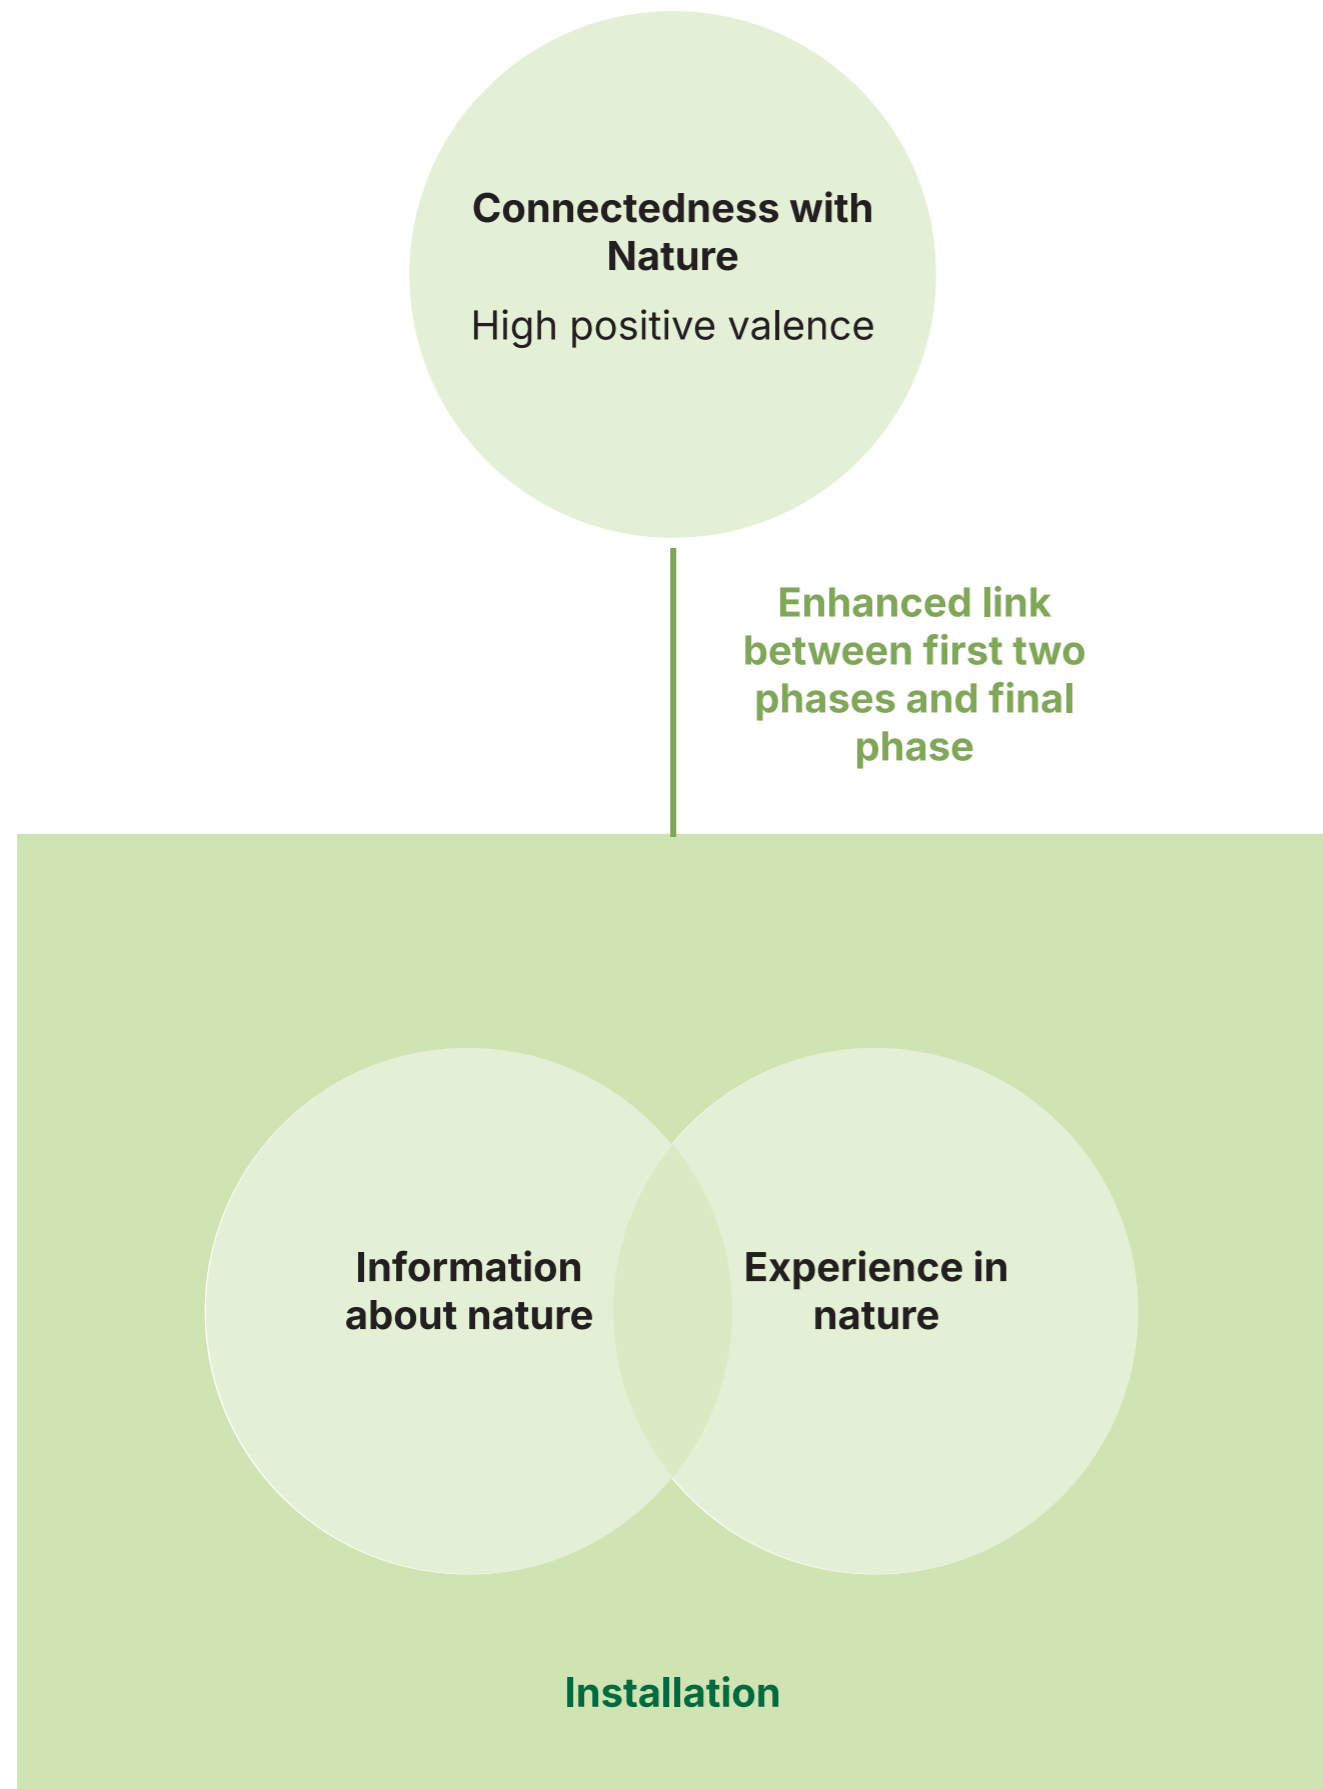 Connectedness with
Nature
High positive valence
Enhanced link
between first two
phases and final
phase
Information
about nature
Experience in
nature
Installation